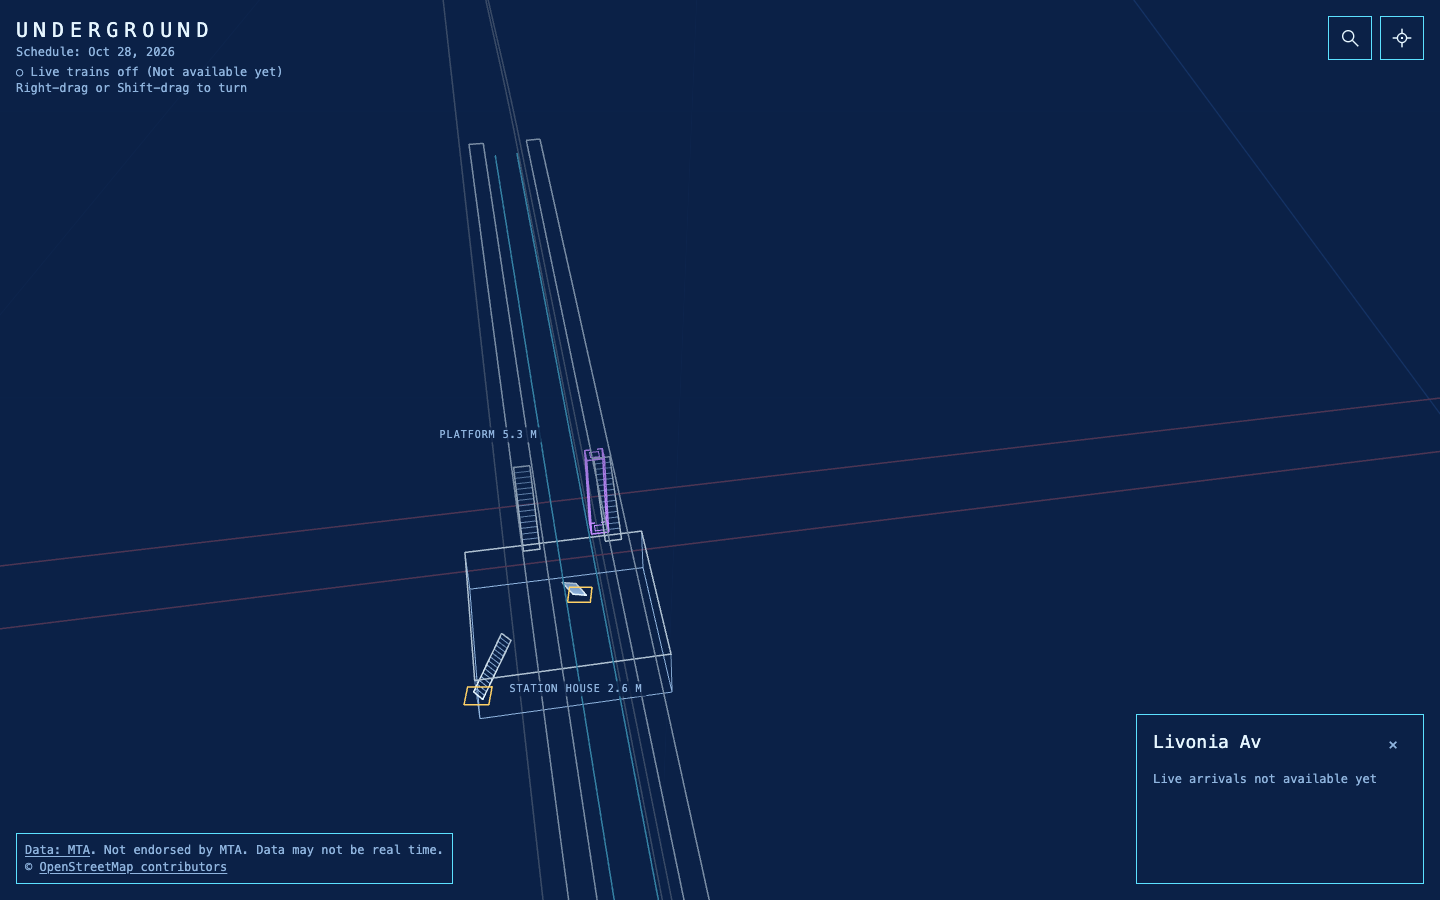 UNDERGROUND
Schedule: Oct 28, 2026
○ Live trains off (Not available yet)
Right-drag or Shift-drag to turn
PLATFORM 5.3 M
STATION HOUSE 2.6 M
Livonia Av
×
Live arrivals not available yet
Data: MTA. Not endorsed by MTA. Data may not be real time.
© OpenStreetMap contributors